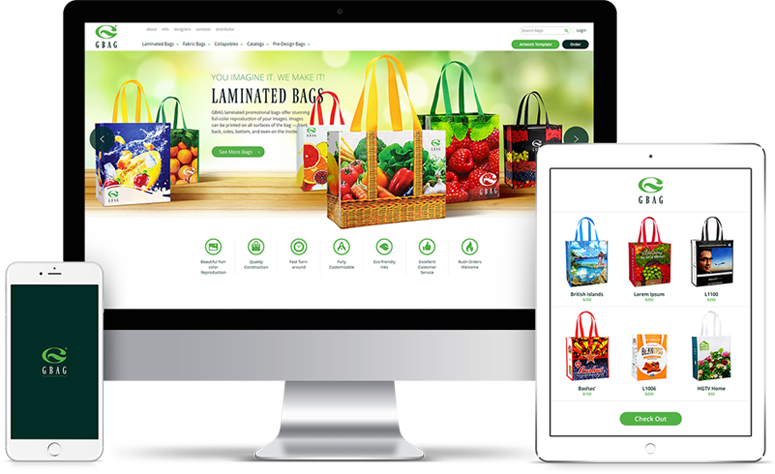 GBAG
about info designers contacts distributor
Search Bags
Login
Laminated Bags Fabric Bags Collapsibles Catalogs Pre-Design Bags
Artwork Template
Order
YOU IMAGINE IT, WE MAKE IT!
LAMINATED BAGS
GBAG laminated promotional bags offer stunning
full-color reproduction of your images. Images
can be printed on all surfaces of the bag — front,
back, sides, bottom, and even on the inside.
See More Bags
GBAG
Beautiful Full-
color
Reproduction
Quality
Construction
Fast Turn-
around
Fully
Customizable
Eco-Friendly
Inks
Excellent
Customer
Service
Rush Orders
Welcome
GBAG
GBAG
British Islands
$200
Lorem Ipsum
$200
L1100
$200
Bashas'
$150
L1006
$200
HGTV Home
Check Out